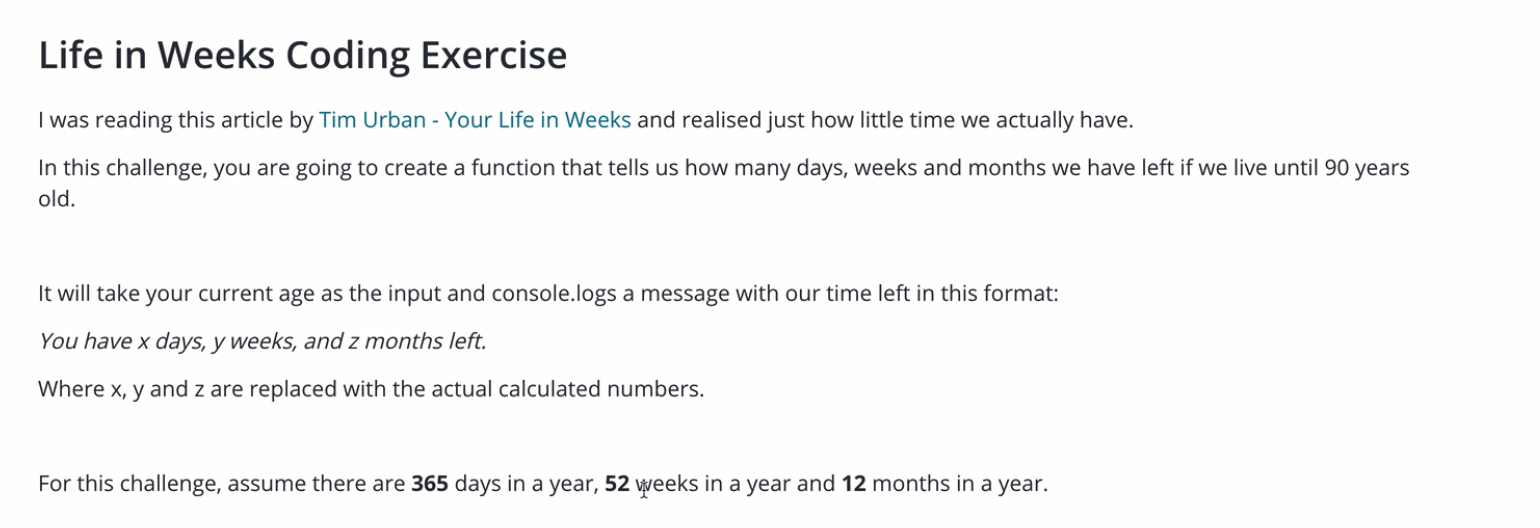 Life in Weeks Coding Exercise
I was reading this article by Tim Urban - Your Life in Weeks and realised just how little time we actually have.
In this challenge, you are going to create a function that tells us how many days, weeks and months we have left if we live until 90 years
old.
It will take your current age as the input and console.logs a message with our time left in this format:
You have x days, y weeks, and z months left.
Where x, y and z are replaced with the actual calculated numbers.
For this challenge, assume there are 365 days in a year, 52 weeks in a year and 12 months in a year.